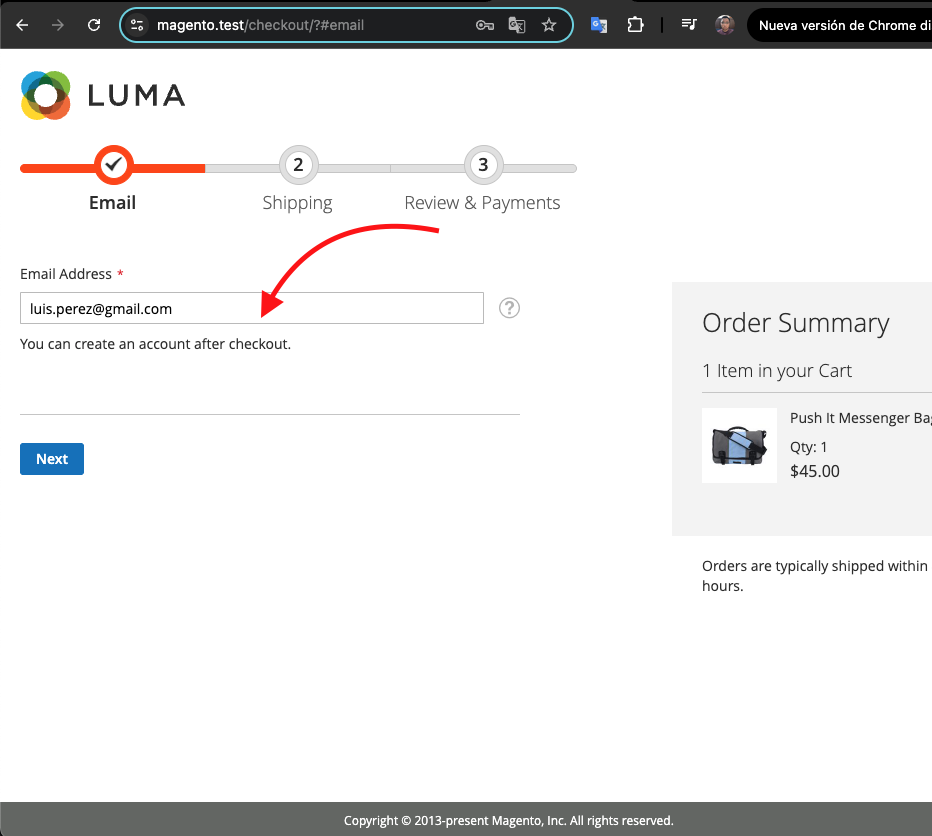 magento.test/checkout/?#email
Nueva versión de Chrome di
LUMA
2
3
Email
Shipping
Review & Payments
Email Address *
luis.perez@gmail.com
?
You can create an account after checkout.
Next
Order Summary
1 Item in your Cart
Push It Messenger Bag
Qty: 1
$45.00
Orders are typically shipped within
hours.
Copyright © 2013-present Magento, Inc. All rights reserved.